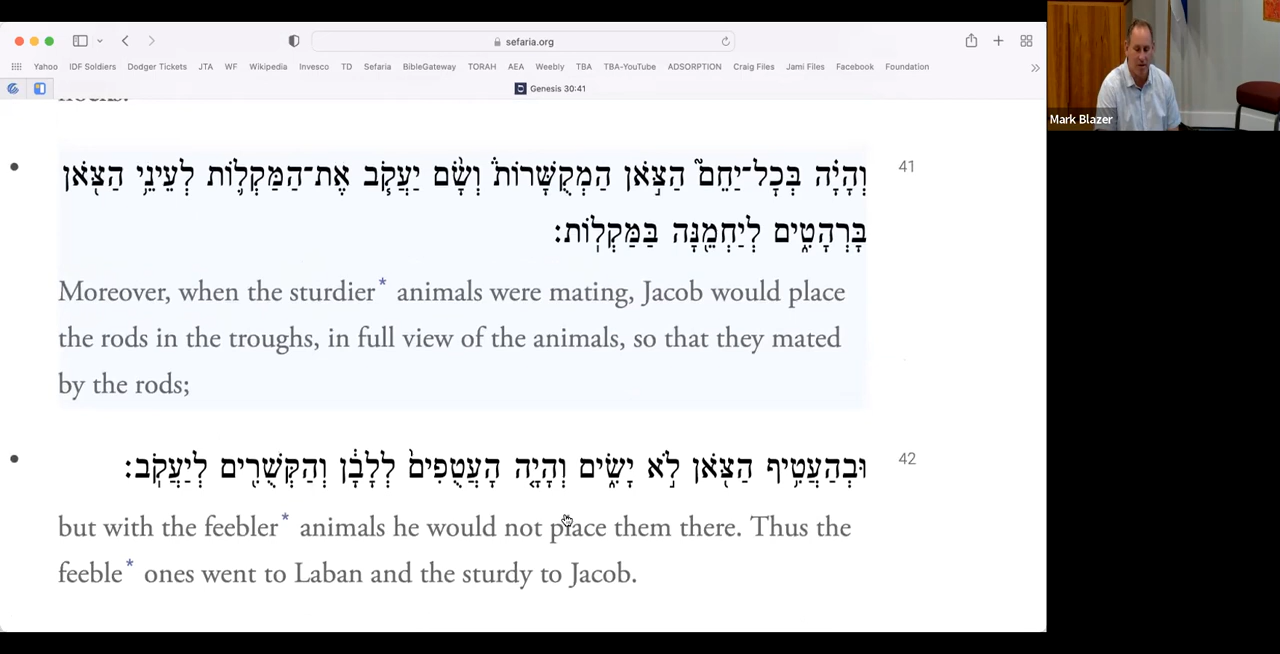 sefaria.org
Yahoo IDF Soldiers Dodger Tickets JTA WF Wikipedia Invesco TD Sefaria BibleGateway TORAH AEA Weebly TBA TBA-YouTube ADSORPTION Craig Files Jami Files Facebook Foundation
Genesis 30:41
Mark Blazer
41
וְהָיָ֗ה בְּכׇל־יַחֵם֮ הַצֹּ֣אן הַמְקֻשָּׁרוֹת֒ וְשָׂ֨ם יַעֲקֹ֧ב אֶת־הַמַּקְל֛וֹת לְעֵינֵ֥י הַצֹּ֖אן
בָּרְהָטִ֑ים לְיַחְמֵ֖נָּה בַּמַּקְלֽוֹת׃
Moreover, when the sturdier* animals were mating, Jacob would place
the rods in the troughs, in full view of the animals, so that they mated
by the rods;
42
וּבְהַעֲטִ֥יף הַצֹּ֖אן לֹ֣א יָשִׂ֑ים וְהָיָ֤ה הָעֲטֻפִים֙ לְלָבָ֔ן וְהַקְּשֻׁרִ֖ים לְיַעֲקֹֽב׃
but with the feebler* animals he would not place them there. Thus the
feeble* ones went to Laban and the sturdy to Jacob.